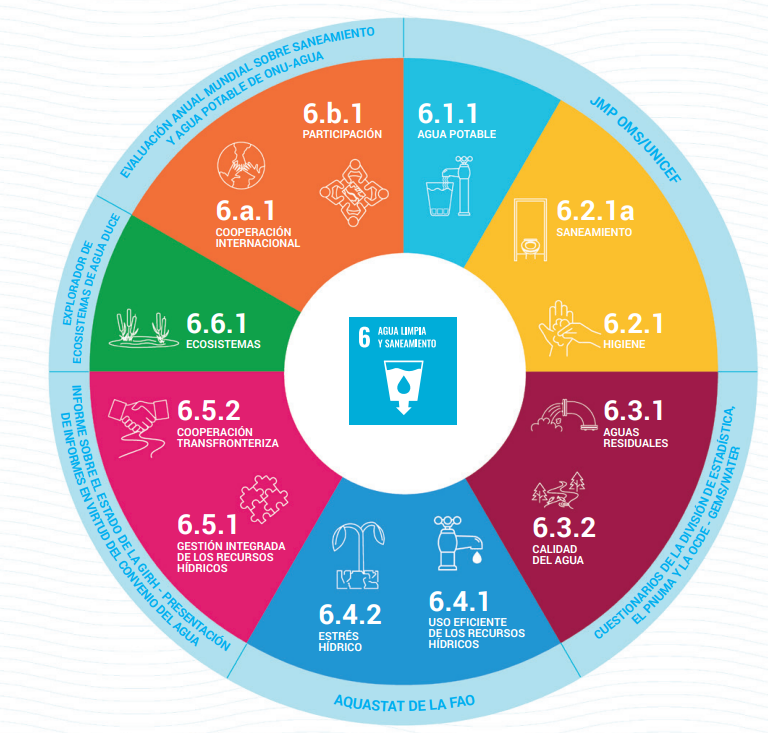 EVALUACIÓN ANUAL MUNDIAL SOBRE SANEAMIENTO
Y AGUA POTABLE DE ONU-AGUA
JMP OMS/UNICEF
6.b.1
PARTICIPACIÓN
6.1.1
AGUA POTABLE
6.a.1
COOPERACIÓN
INTERNACIONAL
6.2.1a
SANEAMIENTO
EXPLORADOR DE
ECOSISTEMAS DE AGUA DUCE
6.6.1
ECOSISTEMAS
6
AGUA LIMPIA
Y SANEAMIENTO
6.2.1
HIGIENE
6.5.2
COOPERACIÓN
TRANSFRONTERIZA
6.3.1
AGUAS
RESIDUALES
6.5.1
GESTIÓN INTEGRADA
DE LOS RECURSOS
HÍDRICOS
6.3.2
CALIDAD
DEL AGUA
6.4.2
ESTRÉS
HÍDRICO
6.4.1
USO EFICIENTE
DE LOS RECURSOS
HÍDRICOS
INFORME SOBRE EL ESTADO DE LA GIRH - PRESENTACIÓN
DE INFORMES EN VIRTUD DEL CONVENIO DEL AGUA
CUESTIONARIOS DE LA DIVISIÓN DE ESTADÍSTICA,
EL PNUMA Y LA OCDE - GEMS/WATER
AQUASTAT DE LA FAO